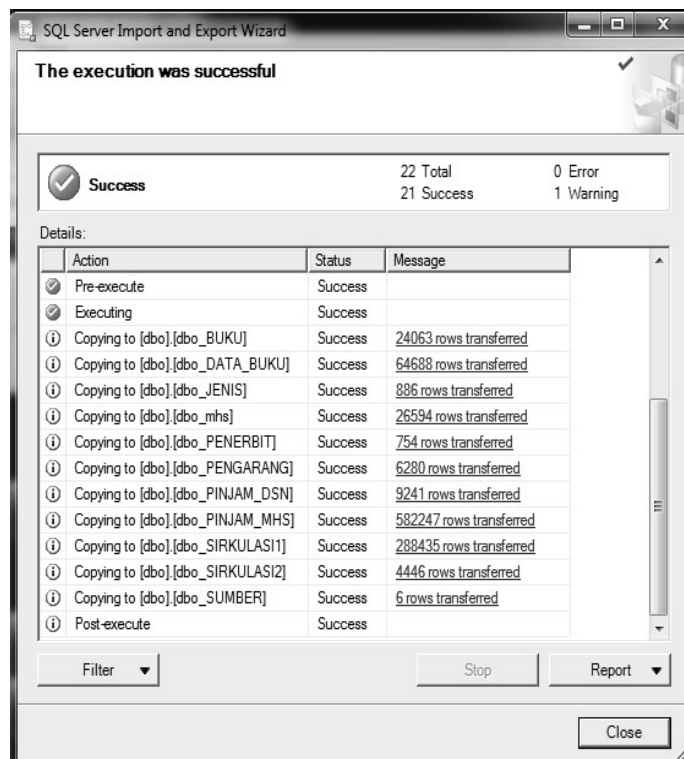 SQL Server Import and Export Wizard
The execution was successful
Success
22 Total 0 Error
21 Success 1 Warning
Details:
Action Status Message
Pre-execute Success
Executing Success
Copying to [dbo].[dbo_BUKU] Success 24063 rows transferred
Copying to [dbo].[dbo_DATA_BUKU] Success 64688 rows transferred
Copying to [dbo].[dbo_JENIS] Success 886 rows transferred
Copying to [dbo].[dbo_mhs] Success 26594 rows transferred
Copying to [dbo].[dbo_PENERBIT] Success 754 rows transferred
Copying to [dbo].[dbo_PENGARANG] Success 6280 rows transferred
Copying to [dbo].[dbo_PINJAM_DSN] Success 9241 rows transferred
Copying to [dbo].[dbo_PINJAM_MHS] Success 582247 rows transferred
Copying to [dbo].[dbo_SIRKULASI1] Success 288435 rows transferred
Copying to [dbo].[dbo_SIRKULASI2] Success 4446 rows transferred
Copying to [dbo].[dbo_SUMBER] Success 6 rows transferred
Post-execute Success
Filter Stop Report
Close